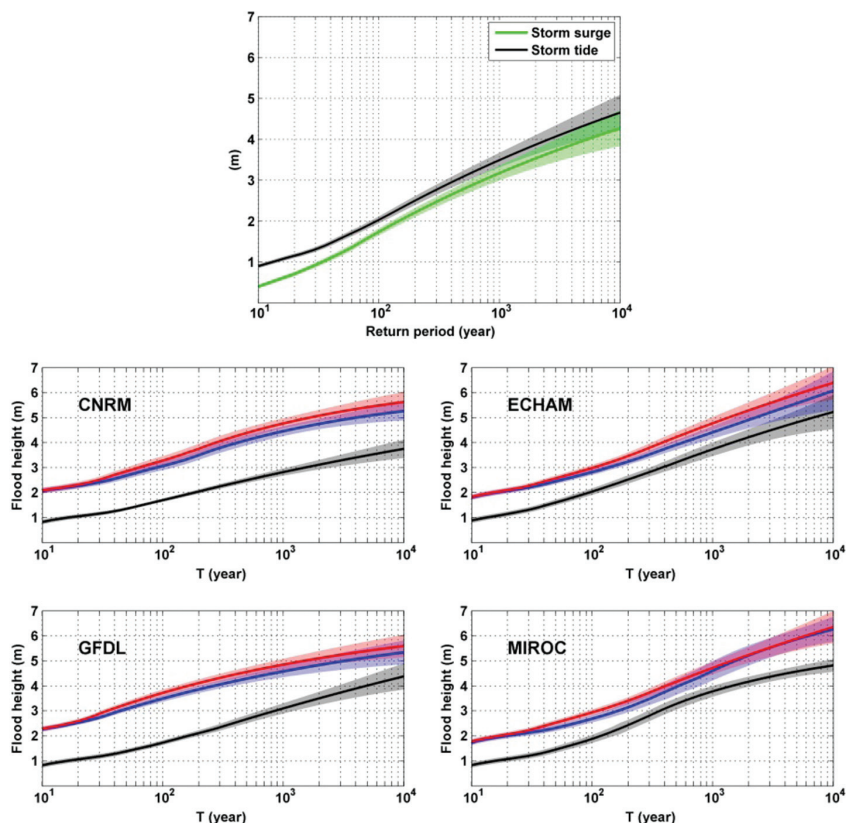 7
6
5
4
3
2
1
(m)
Storm surge
Storm tide
10^1 10^2 10^3 10^4
Return period (year)
7
6
5
4
3
2
1
Flood height (m)
CNRM
10^1 10^2 10^3 10^4
T (year)
7
6
5
4
3
2
1
Flood height (m)
ECHAM
10^1 10^2 10^3 10^4
T (year)
7
6
5
4
3
2
1
Flood height (m)
GFDL
10^1 10^2 10^3 10^4
T (year)
7
6
5
4
3
2
1
Flood height (m)
MIROC
10^1 10^2 10^3 10^4
T (year)